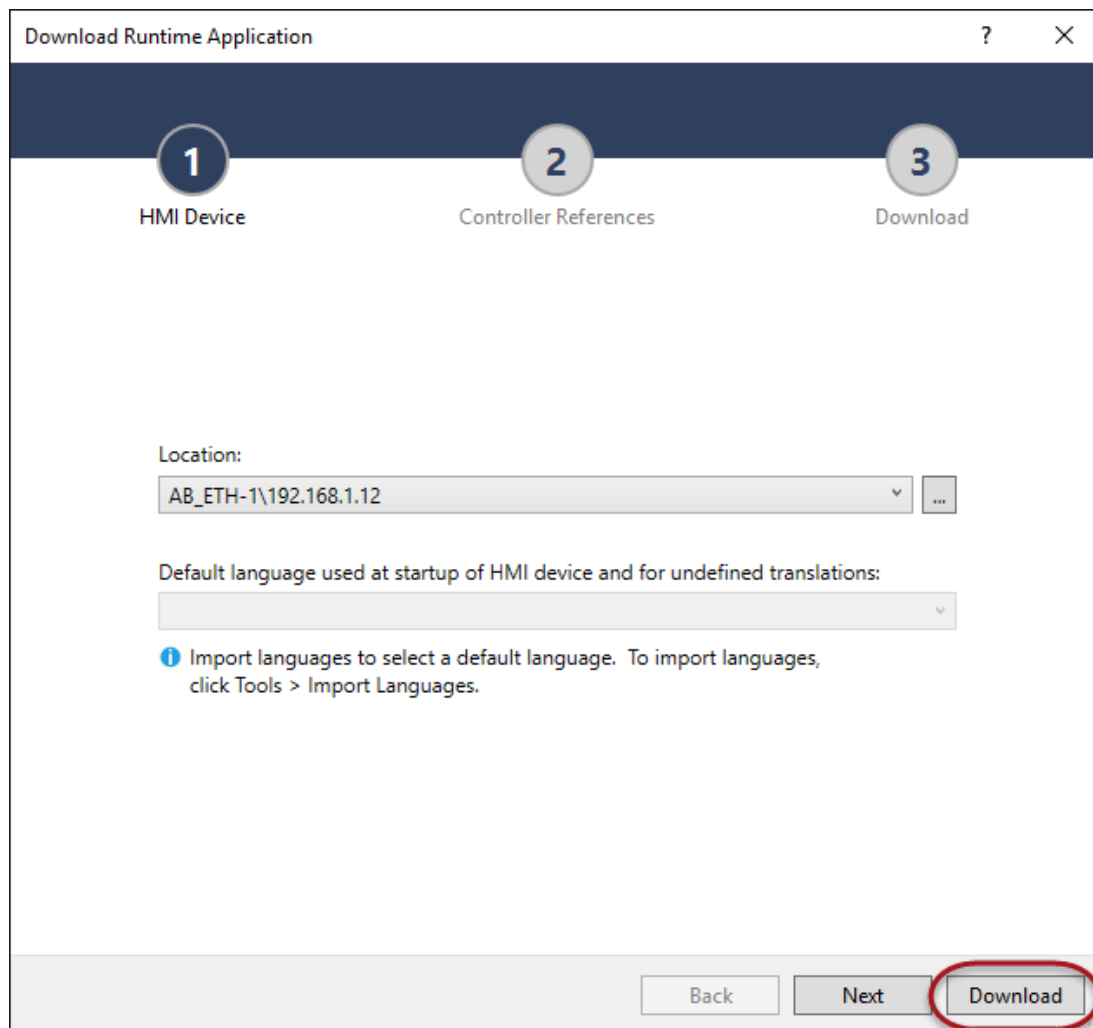 Download Runtime Application ?
1 2 3
HMI Device Controller References Download
Location:
AB_ETH-1\192.168.1.12 ...
Default language used at startup of HMI device and for undefined translations:
i Import languages to select a default language.  To import languages,
click Tools > Import Languages.
Back Next Download